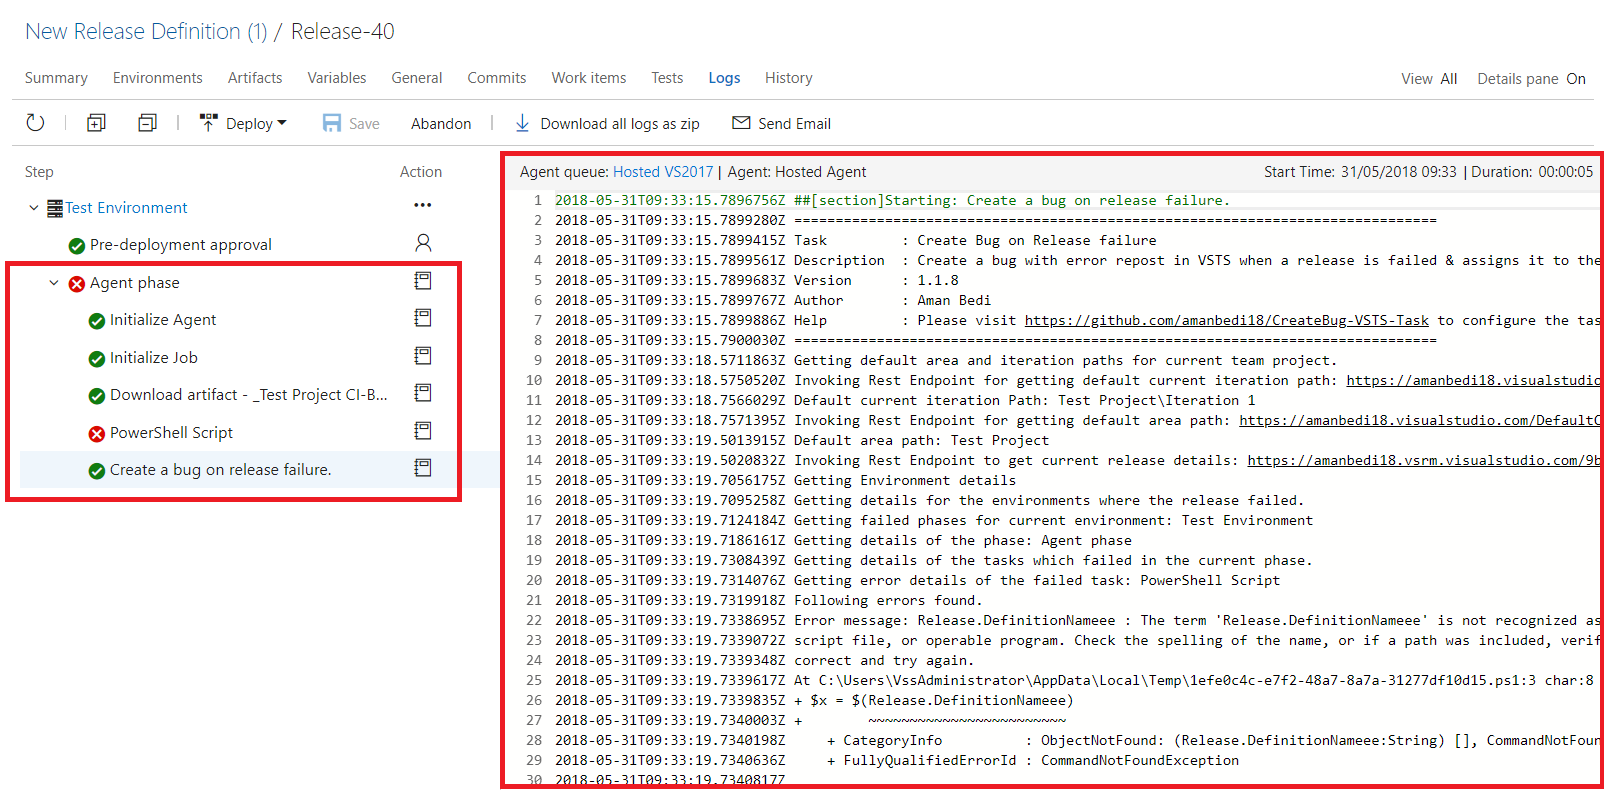 New Release Definition (1) / Release-40
Summary Environments Artifacts Variables General Commits Work items Tests Logs History View All Details pane On
Deploy Save Abandon Download all logs as zip Send Email
Step Action
Test Environment
Pre-deployment approval
Agent phase
Initialize Agent
Initialize Job
Download artifact - _Test Project CI-B...
PowerShell Script
Create a bug on release failure.
Agent queue: Hosted VS2017 | Agent: Hosted Agent Start Time: 31/05/2018 09:33 | Duration: 00:00:05
1 2018-05-31T09:33:15.7896756Z ##[section]Starting: Create a bug on release failure.
2 2018-05-31T09:33:15.7899280Z ==============================================================================
3 2018-05-31T09:33:15.7899415Z Task : Create Bug on Release failure
4 2018-05-31T09:33:15.7899561Z Description : Create a bug with error repost in VSTS when a release is failed & assigns it to the
5 2018-05-31T09:33:15.7899683Z Version : 1.1.8
6 2018-05-31T09:33:15.7899767Z Author : Aman Bedi
7 2018-05-31T09:33:15.7899886Z Help : Please visit https://github.com/amanbedi18/CreateBug-VSTS-Task to configure the tas
8 2018-05-31T09:33:15.7900030Z ==============================================================================
9 2018-05-31T09:33:18.5711863Z Getting default area and iteration paths for current team project.
10 2018-05-31T09:33:18.5750520Z Invoking Rest Endpoint for getting default current iteration path: https://amanbedi18.visualstudio
11 2018-05-31T09:33:18.7566029Z Default current iteration Path: Test Project\Iteration 1
12 2018-05-31T09:33:18.7571395Z Invoking Rest Endpoint for getting default area path: https://amanbedi18.visualstudio.com/DefaultC
13 2018-05-31T09:33:19.5013915Z Default area path: Test Project
14 2018-05-31T09:33:19.5020832Z Invoking Rest Endpoint to get current release details: https://amanbedi18.vsrm.visualstudio.com/9b
15 2018-05-31T09:33:19.7056175Z Getting Environment details
16 2018-05-31T09:33:19.7095258Z Getting details for the environments where the release failed.
17 2018-05-31T09:33:19.7124184Z Getting failed phases for current environment: Test Environment
18 2018-05-31T09:33:19.7186161Z Getting details of the phase: Agent phase
19 2018-05-31T09:33:19.7308439Z Getting details of the tasks which failed in the current phase.
20 2018-05-31T09:33:19.7314076Z Getting error details of the failed task: PowerShell Script
21 2018-05-31T09:33:19.7319918Z Following errors found.
22 2018-05-31T09:33:19.7338695Z Error message: Release.DefinitionNameee : The term 'Release.DefinitionNameee' is not recognized as
23 2018-05-31T09:33:19.7339072Z script file, or operable program. Check the spelling of the name, or if a path was included, verif
24 2018-05-31T09:33:19.7339348Z correct and try again.
25 2018-05-31T09:33:19.7339617Z At C:\Users\VssAdministrator\AppData\Local\Temp\1efe0c4c-e7f2-48a7-8a7a-31277df10d15.ps1:3 char:8
26 2018-05-31T09:33:19.7339835Z + $x = $(Release.DefinitionNameee)
27 2018-05-31T09:33:19.7340003Z + ~~~~~~~~~~~~~~~~~~~~~~~~
28 2018-05-31T09:33:19.7340198Z + CategoryInfo : ObjectNotFound: (Release.DefinitionNameee:String) [], CommandNotFoun
29 2018-05-31T09:33:19.7340636Z + FullyQualifiedErrorId : CommandNotFoundException
30 2018-05-31T09:33:19.7340817Z